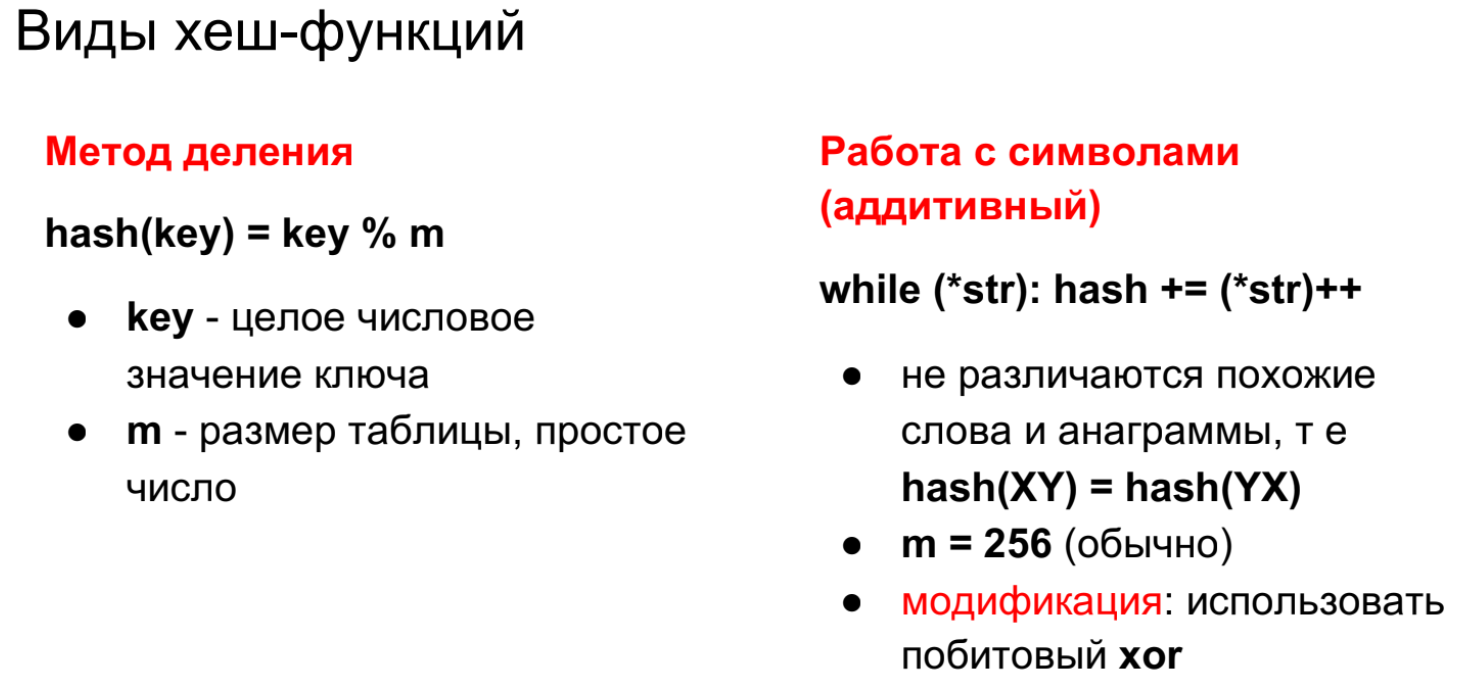 Виды хеш-функций
Метод деления
hash(key) = key % m
● key - целое числовое
значение ключа
● m - размер таблицы, простое
число
Работа с символами
(аддитивный)
while (*str): hash += (*str)++
● не различаются похожие
слова и анаграммы, т е
hash(XY) = hash(YX)
● m = 256 (обычно)
● модификация: использовать
побитовый xor